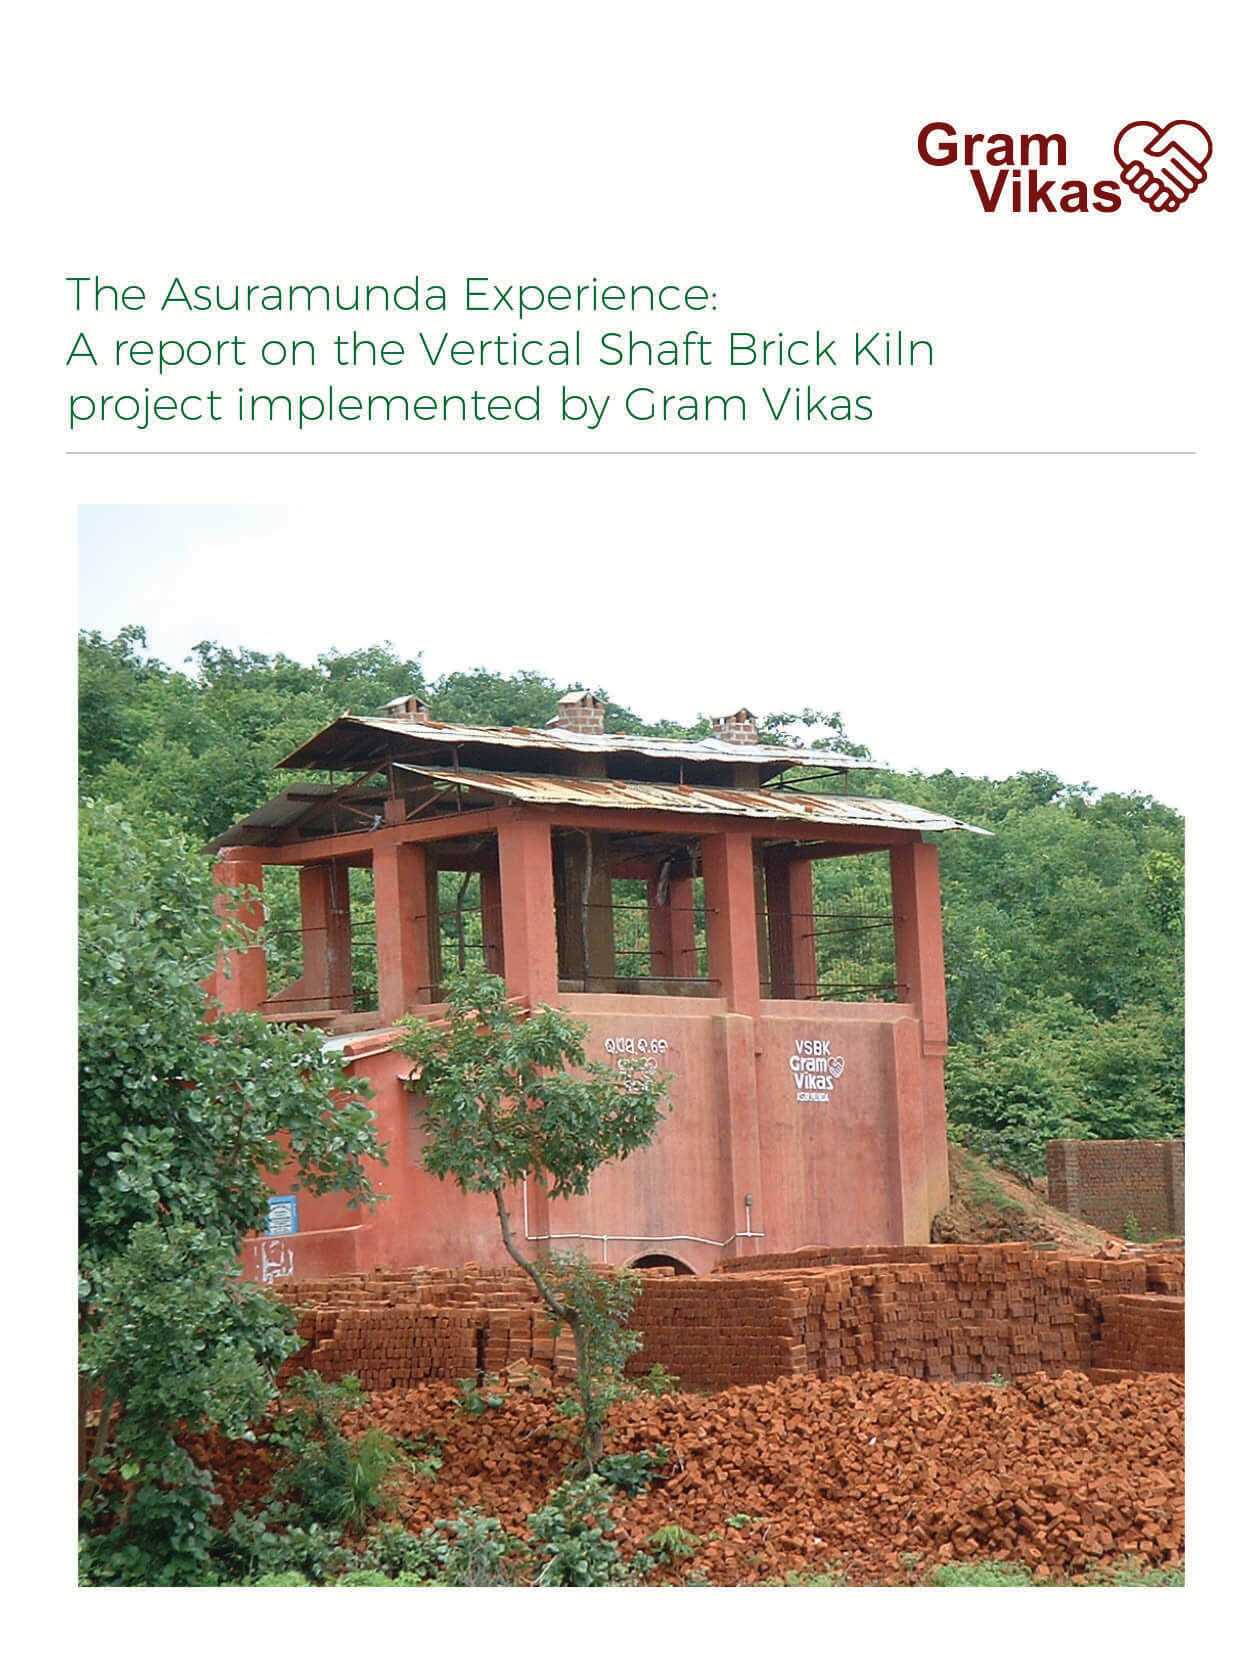 Gram
Vikas
The Asuramunda Experience:
A report on the Vertical Shaft Brick Kiln
project implemented by Gram Vikas
VSBK
Gram
Vikas